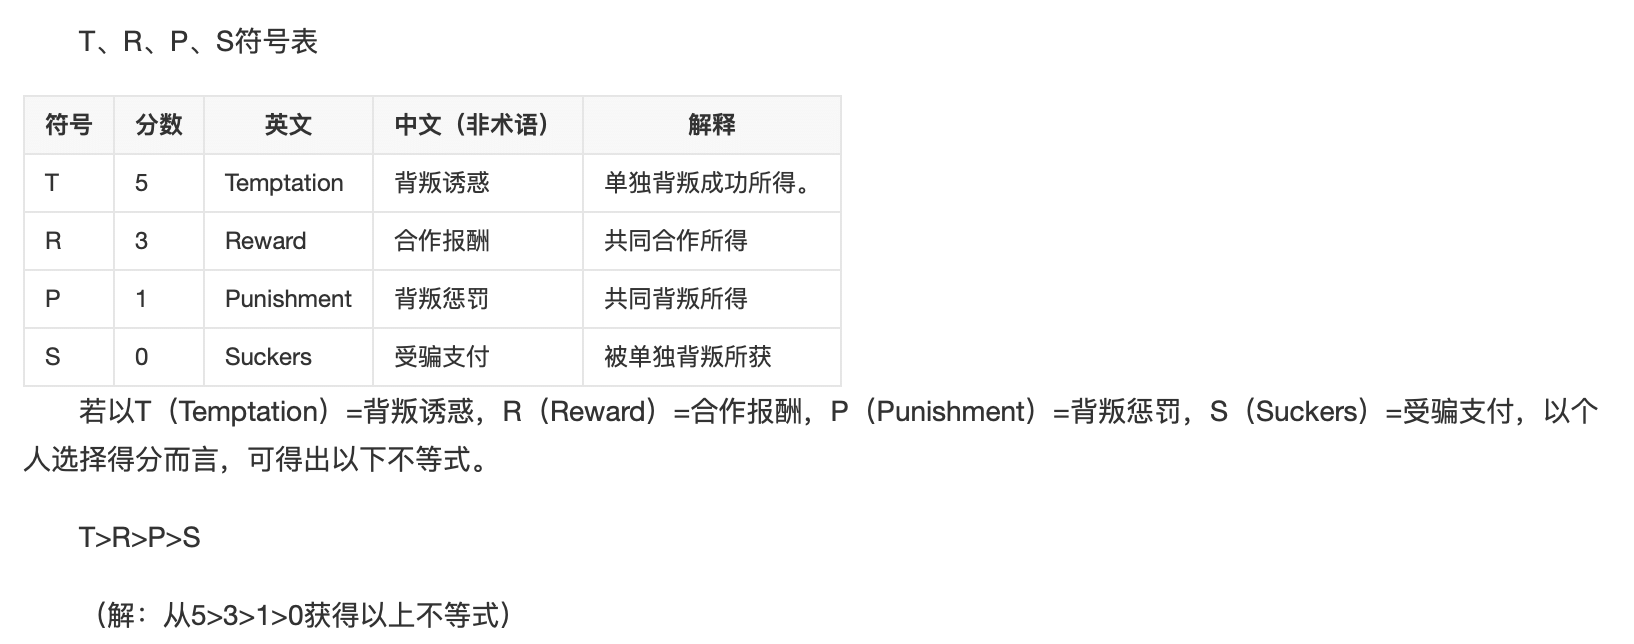 T、R、P、S符号表
符号 分数 英文 中文（非术语） 解释
T 5 Temptation 背叛诱惑 单独背叛成功所得。
R 3 Reward 合作报酬 共同合作所得
P 1 Punishment 背叛惩罚 共同背叛所得
S 0 Suckers 受骗支付 被单独背叛所获
若以T（Temptation）=背叛诱惑，R（Reward）=合作报酬，P（Punishment）=背叛惩罚，S（Suckers）=受骗支付，以个
人选择得分而言，可得出以下不等式。
T>R>P>S
（解：从5>3>1>0获得以上不等式）